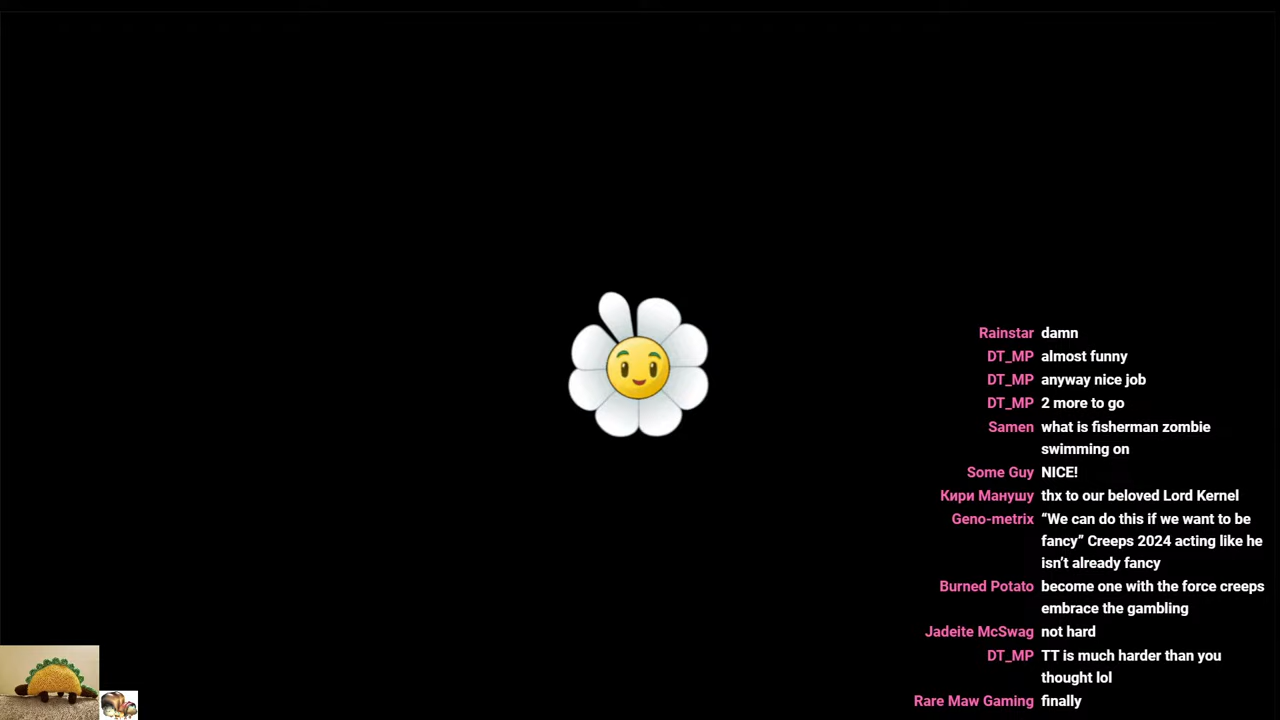 Rainstar damn
DT_MP almost funny
DT_MP anyway nice job
DT_MP 2 more to go
Samen what is fisherman zombie
swimming on
Some Guy NICE!
Кири Манушу thx to our beloved Lord Kernel
Geno-metrix “We can do this if we want to be
fancy” Creeps 2024 acting like he
isn’t already fancy
Burned Potato become one with the force creeps
embrace the gambling
Jadeite McSwag not hard
DT_MP TT is much harder than you
thought lol
Rare Maw Gaming finally